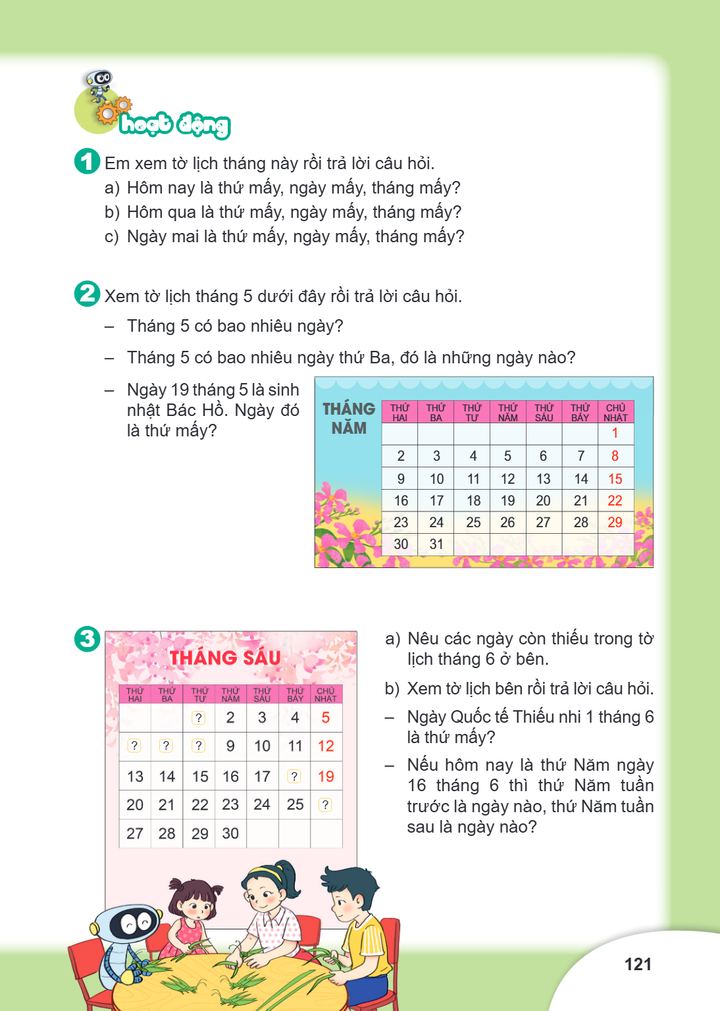 hoạt động
1 Em xem tờ lịch tháng này rồi trả lời câu hỏi.
a) Hôm nay là thứ mấy, ngày mấy, tháng mấy?
b) Hôm qua là thứ mấy, ngày mấy, tháng mấy?
c) Ngày mai là thứ mấy, ngày mấy, tháng mấy?
2 Xem tờ lịch tháng 5 dưới đây rồi trả lời câu hỏi.
– Tháng 5 có bao nhiêu ngày?
– Tháng 5 có bao nhiêu ngày thứ Ba, đó là những ngày nào?
– Ngày 19 tháng 5 là sinh
nhật Bác Hồ. Ngày đó
là thứ mấy?
THÁNG
NĂM
THỨ HAI THỨ BA THỨ TƯ THỨ NĂM THỨ SÁU THỨ BẢY CHỦ NHẬT
1
2 3 4 5 6 7 8
9 10 11 12 13 14 15
16 17 18 19 20 21 22
23 24 25 26 27 28 29
30 31
3
THÁNG SÁU
THỨ HAI THỨ BA THỨ TƯ THỨ NĂM THỨ SÁU THỨ BẢY CHỦ NHẬT
? 2 3 4 5
? ? ? 9 10 11 12
13 14 15 16 17 ? 19
20 21 22 23 24 25 ?
27 28 29 30
a) Nêu các ngày còn thiếu trong tờ
lịch tháng 6 ở bên.
b) Xem tờ lịch bên rồi trả lời câu hỏi.
– Ngày Quốc tế Thiếu nhi 1 tháng 6
là thứ mấy?
– Nếu hôm nay là thứ Năm ngày
16 tháng 6 thì thứ Năm tuần
trước là ngày nào, thứ Năm tuần
sau là ngày nào?
121